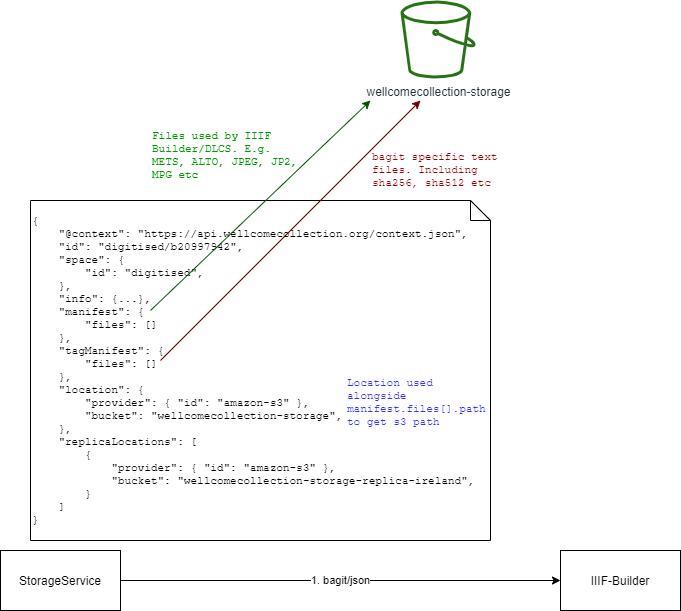 wellcomecollection-storage
Files used by IIIF
Builder/DLCS. E.g.
METS, ALTO, JPEG, JP2,
MPG etc
bagit specific text
files. Including
sha256, sha512 etc
{
"@context": "https://api.wellcomecollection.org/context.json",
"id": "digitised/b20997942",
"space": {
"id": "digitised",
},
"info": {...},
"manifest": {
"files": []
},
"tagManifest": {
"files": []
},
"location": {
"provider": { "id": "amazon-s3" },
"bucket": "wellcomecollection-storage",
},
"replicaLocations": [
{
"provider": { "id": "amazon-s3" },
"bucket": "wellcomecollection-storage-replica-ireland",
}
]
}
Location used
alongside
manifest.files[].path
to get s3 path
StorageService
1. bagit/json
IIIF-Builder